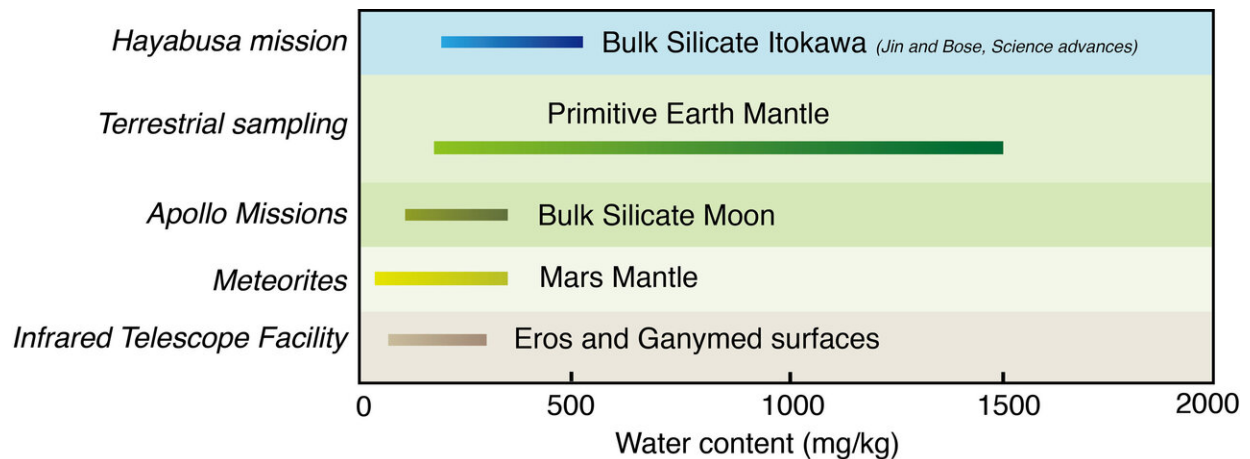 Hayabusa mission
Bulk Silicate Itokawa (Jin and Bose, Science advances)
Terrestrial sampling
Primitive Earth Mantle
Apollo Missions
Bulk Silicate Moon
Meteorites
Mars Mantle
Infrared Telescope Facility
Eros and Ganymed surfaces
0 500 1000 1500 2000
Water content (mg/kg)